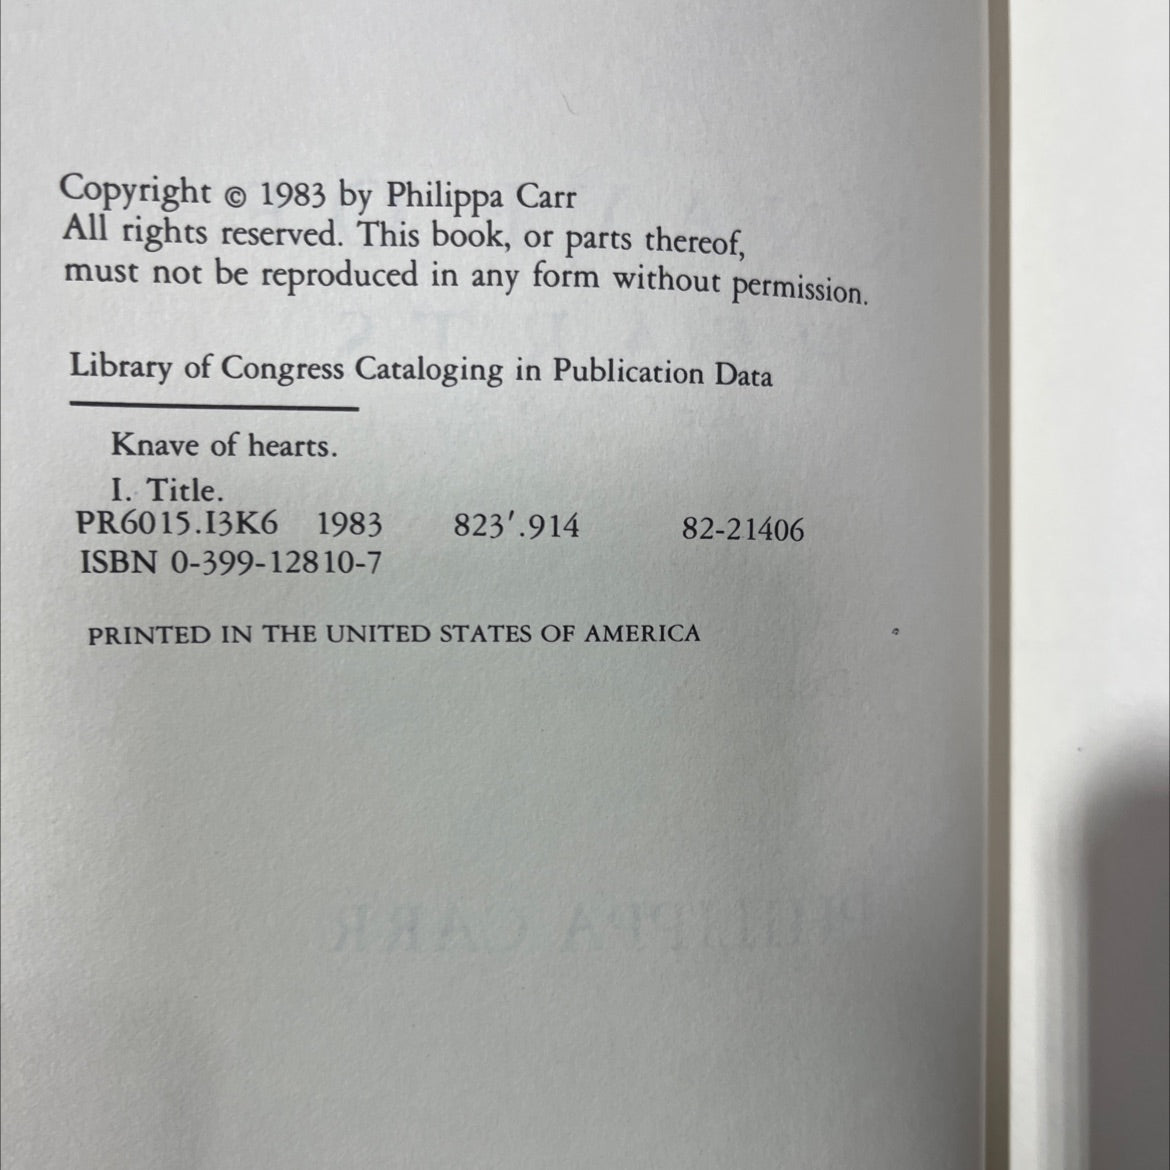 Copyright © 1983 by Philippa Carr
All rights reserved. This book, or parts thereof,
must not be reproduced in any form without permission.
Library of Congress Cataloging in Publication Data
Knave of hearts.
I. Title.
PR6015.I3K6 1983 823′.914 82-21406
ISBN 0-399-12810-7
PRINTED IN THE UNITED STATES OF AMERICA
PHILIPPA CARR